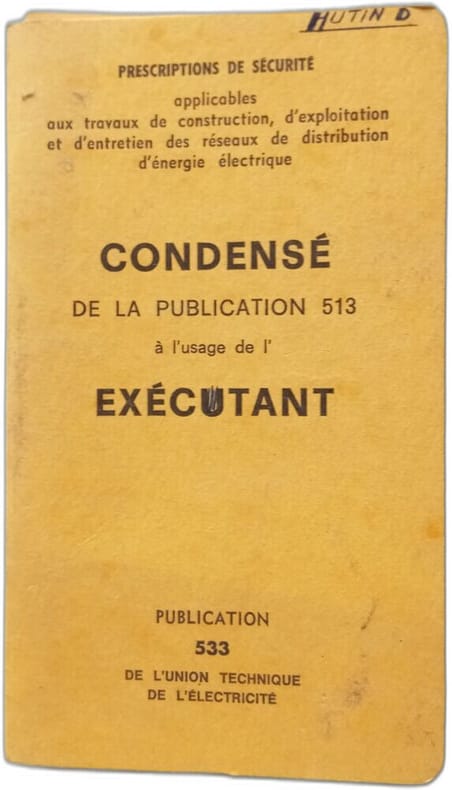 HUTIN D
PRESCRIPTIONS DE SÉCURITÉ
applicables
aux travaux de construction, d'exploitation
et d'entretien des réseaux de distribution
d'énergie électrique
CONDENSÉ
DE LA PUBLICATION 513
à l'usage de l'
EXÉCUTANT
PUBLICATION
533
DE L'UNION TECHNIQUE
DE L'ÉLECTRICITÉ